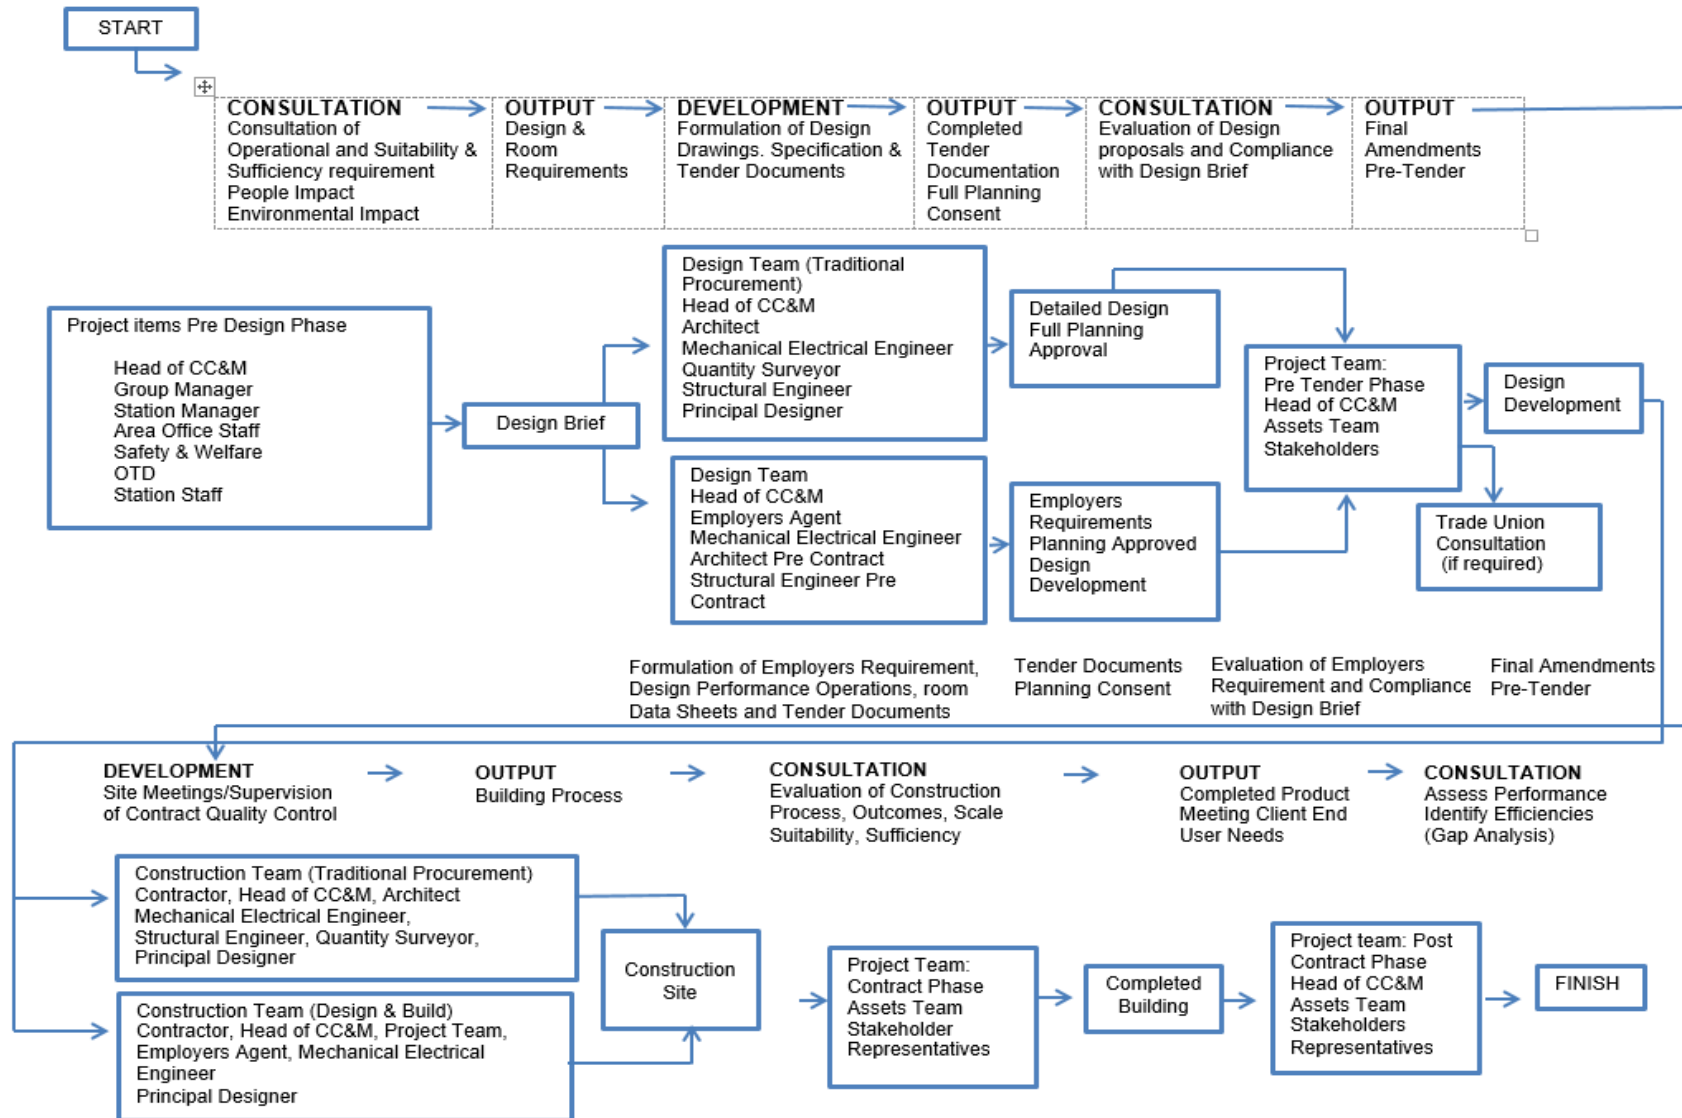 START
CONSULTATION
Consultation of
Operational and Suitability &
Sufficiency requirement
People Impact
Environmental Impact
OUTPUT
Design &
Room
Requirements
DEVELOPMENT
Formulation of Design
Drawings. Specification &
Tender Documents
OUTPUT
Completed
Tender
Documentation
Full Planning
Consent
CONSULTATION
Evaluation of Design
proposals and Compliance
with Design Brief
OUTPUT
Final
Amendments
Pre-Tender
Project items Pre Design Phase
Head of CC&M
Group Manager
Station Manager
Area Office Staff
Safety & Welfare
OTD
Station Staff
Design Brief
Design Team (Traditional
Procurement)
Head of CC&M
Architect
Mechanical Electrical Engineer
Quantity Surveyor
Structural Engineer
Principal Designer
Detailed Design
Full Planning
Approval
Design Team
Head of CC&M
Employers Agent
Mechanical Electrical Engineer
Architect Pre Contract
Structural Engineer Pre
Contract
Employers
Requirements
Planning Approved
Design
Development
Project Team:
Pre Tender Phase
Head of CC&M
Assets Team
Stakeholders
Design
Development
Trade Union
Consultation
(if required)
Formulation of Employers Requirement,
Design Performance Operations, room
Data Sheets and Tender Documents
Tender Documents
Planning Consent
Evaluation of Employers
Requirement and Compliance
with Design Brief
Final Amendments
Pre-Tender
DEVELOPMENT
Site Meetings/Supervision
of Contract Quality Control
OUTPUT
Building Process
CONSULTATION
Evaluation of Construction
Process, Outcomes, Scale
Suitability, Sufficiency
OUTPUT
Completed Product
Meeting Client End
User Needs
CONSULTATION
Assess Performance
Identify Efficiencies
(Gap Analysis)
Construction Team (Traditional Procurement)
Contractor, Head of CC&M, Architect
Mechanical Electrical Engineer,
Structural Engineer, Quantity Surveyor,
Principal Designer
Construction Team (Design & Build)
Contractor, Head of CC&M, Project Team,
Employers Agent, Mechanical Electrical
Engineer
Principal Designer
Construction
Site
Project Team:
Contract Phase
Assets Team
Stakeholder
Representatives
Completed
Building
Project team: Post
Contract Phase
Head of CC&M
Assets Team
Stakeholders
Representatives
FINISH